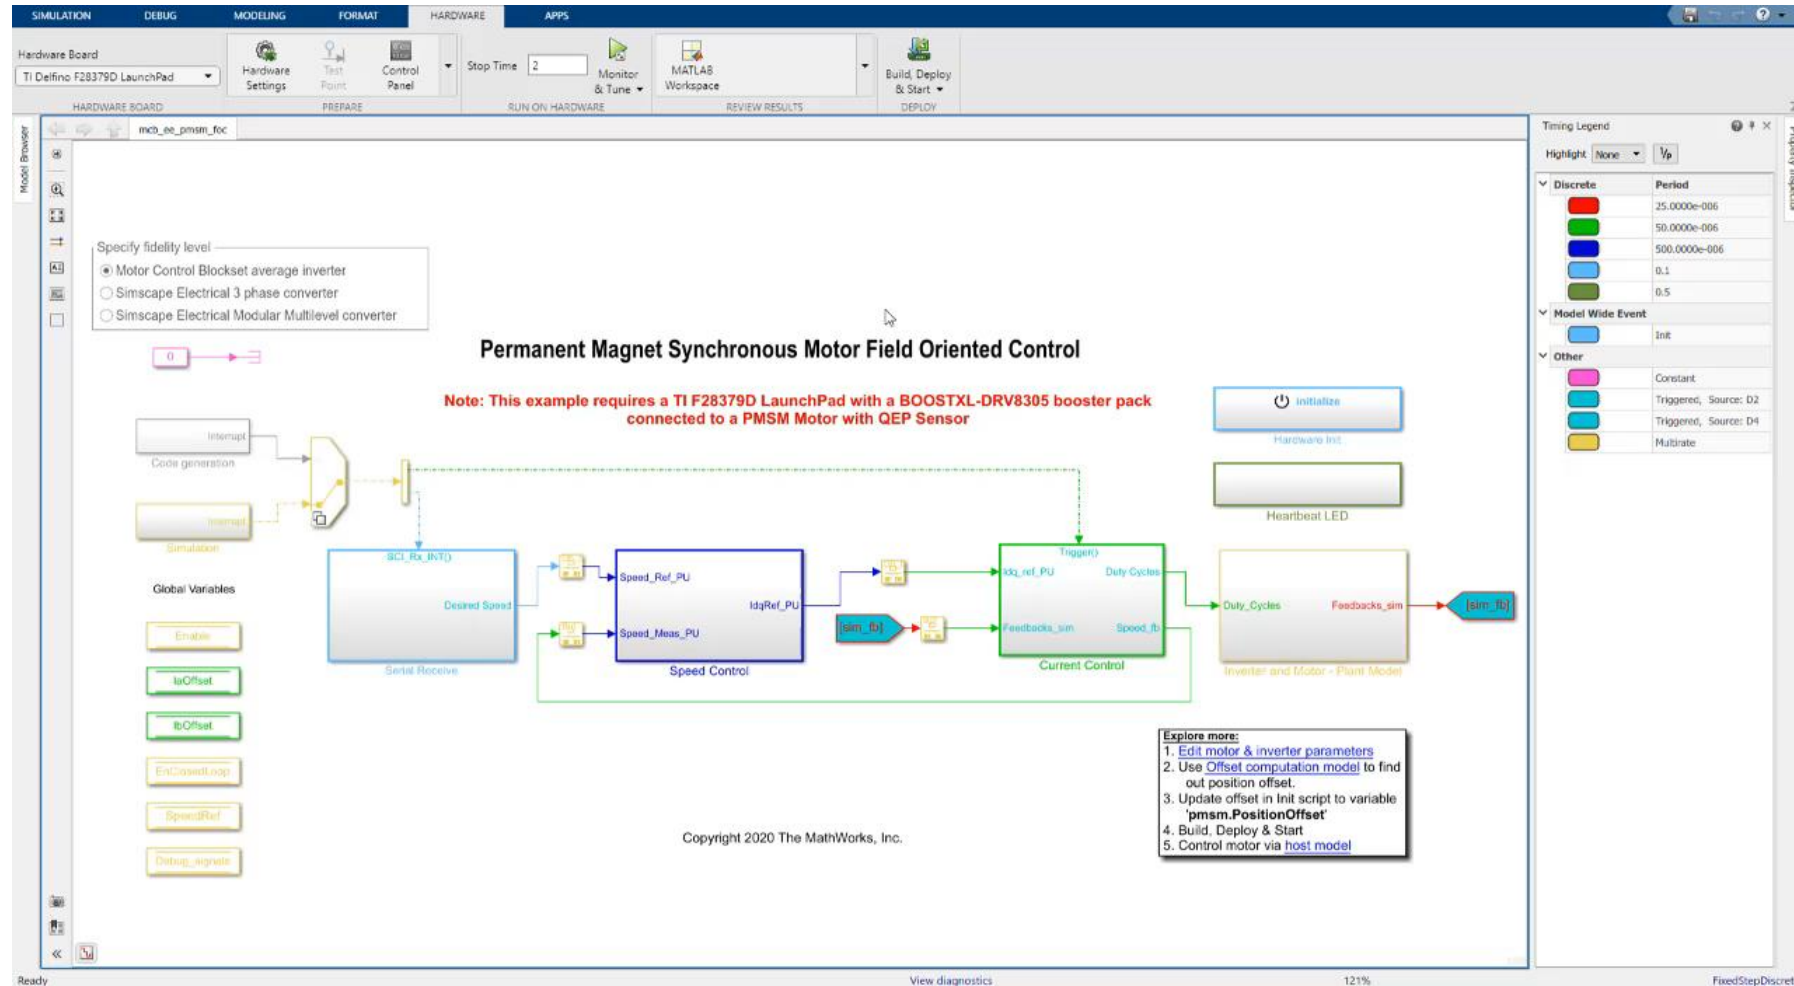 SIMULATION DEBUG MODELING FORMAT HARDWARE APPS
Hardware Board
TI Delfino F28379D LaunchPad
Hardware Settings
Test Point
Control Panel
Stop Time 2
Monitor & Tune
MATLAB Workspace
Build, Deploy & Start
HARDWARE BOARD PREPARE RUN ON HARDWARE REVIEW RESULTS DEPLOY
Model Browser
mcb_ee_pmsm_foc
Specify fidelity level
Motor Control Blockset average inverter
Simscape Electrical 3 phase converter
Simscape Electrical Modular Multilevel converter
0
Permanent Magnet Synchronous Motor Field Oriented Control
Note: This example requires a TI F28379D LaunchPad with a BOOSTXL-DRV8305 booster pack
connected to a PMSM Motor with QEP Sensor
Interrupt
Code generation
Interrupt
Simulation
initialize
Hardware Init
Heartbeat LED
SCI_Rx_INT()
Desired Speed
Serial Receive
Speed_Ref_PU
IdqRef_PU
Speed_Meas_PU
Speed Control
[sim_fb]
Trigger()
Idq_ref_PU Duty Cycles
Feedbacks_sim Speed_fb
Current Control
Duty_Cycles Feedbacks_sim
Inverter and Motor - Plant Model
[sim_fb]
Global Variables
Enable
IaOffset
IbOffset
EnClosedLoop
SpeedRef
Debug_signals
Explore more:
1. Edit motor & inverter parameters
2. Use Offset computation model to find
out position offset.
3. Update offset in Init script to variable
'pmsm.PositionOffset'
4. Build, Deploy & Start
5. Control motor via host model
Copyright 2020 The MathWorks, Inc.
Timing Legend
Highlight None 1/P
Discrete Period
25.0000e-006
50.0000e-006
500.0000e-006
0.1
0.5
Model Wide Event
Init
Other
Constant
Triggered, Source: D2
Triggered, Source: D4
Multirate
Ready View diagnostics 121% FixedStepDiscret